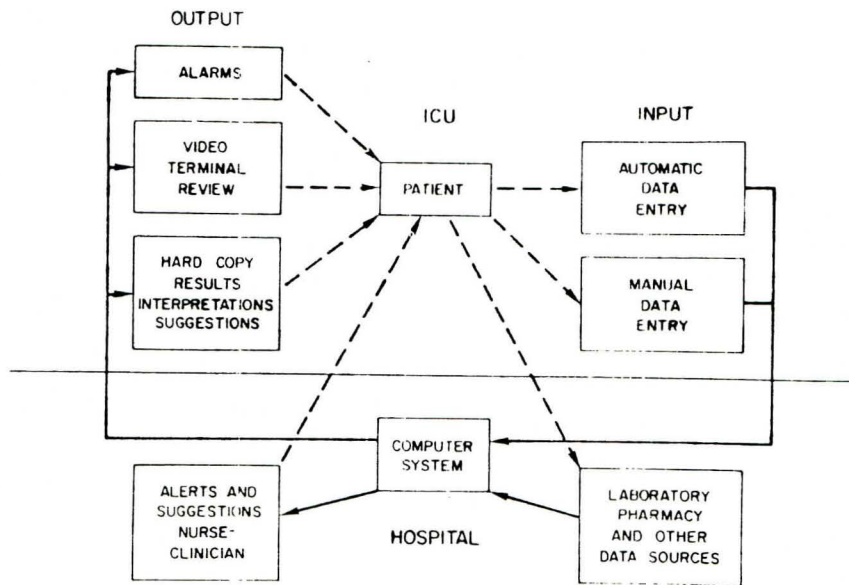 OUTPUT
ALARMS
VIDEO
TERMINAL
REVIEW
HARD COPY
RESULTS
INTERPRETATIONS
SUGGESTIONS
ICU
PATIENT
INPUT
AUTOMATIC
DATA
ENTRY
MANUAL
DATA
ENTRY
COMPUTER
SYSTEM
ALERTS AND
SUGGESTIONS
NURSE-
CLINICIAN
HOSPITAL
LABORATORY
PHARMACY
AND OTHER
DATA SOURCES